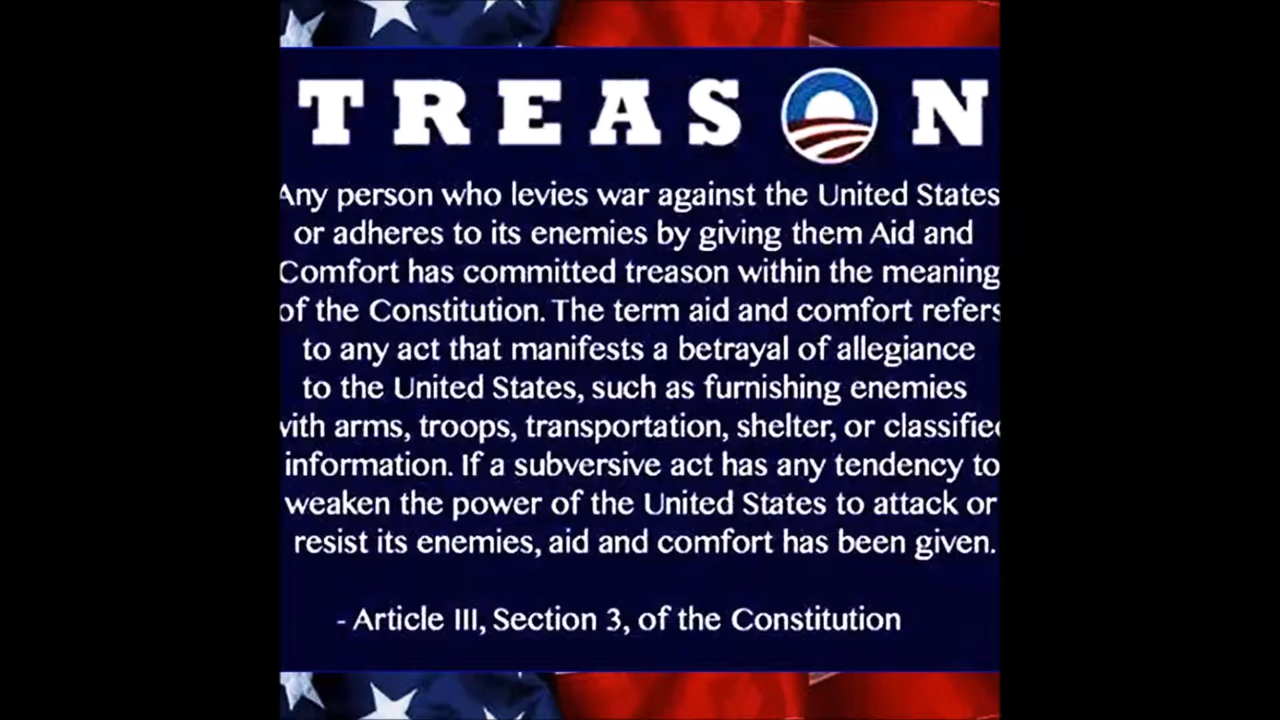 TREASON
Any person who levies war against the United States
or adheres to its enemies by giving them Aid and
Comfort has committed treason within the meaning
of the Constitution. The term aid and comfort refers
to any act that manifests a betrayal of allegiance
to the United States, such as furnishing enemies
with arms, troops, transportation, shelter, or classified
information. If a subversive act has any tendency to
weaken the power of the United States to attack or
resist its enemies, aid and comfort has been given.
- Article III, Section 3, of the Constitution